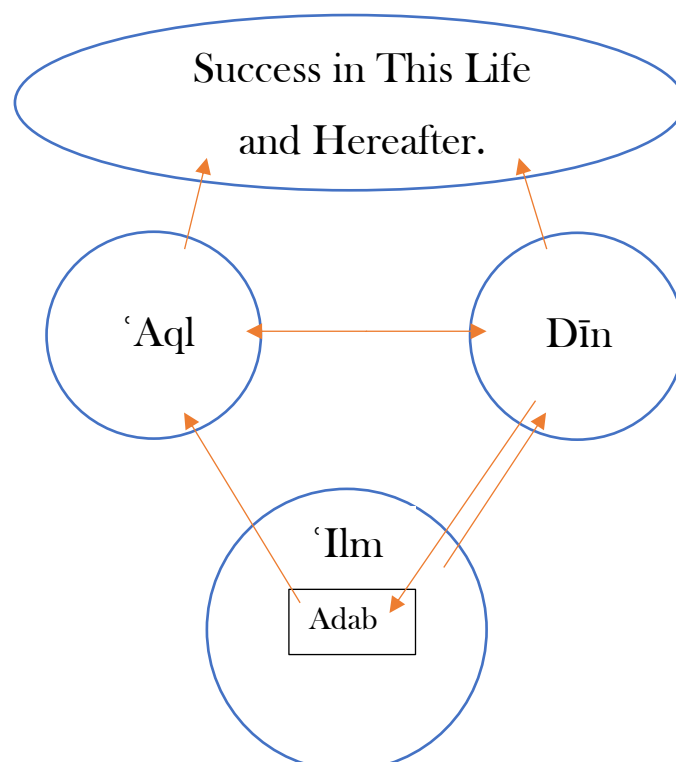 Success in This Life
and Hereafter.
ʿAql
Dīn
ʿIlm
Adab